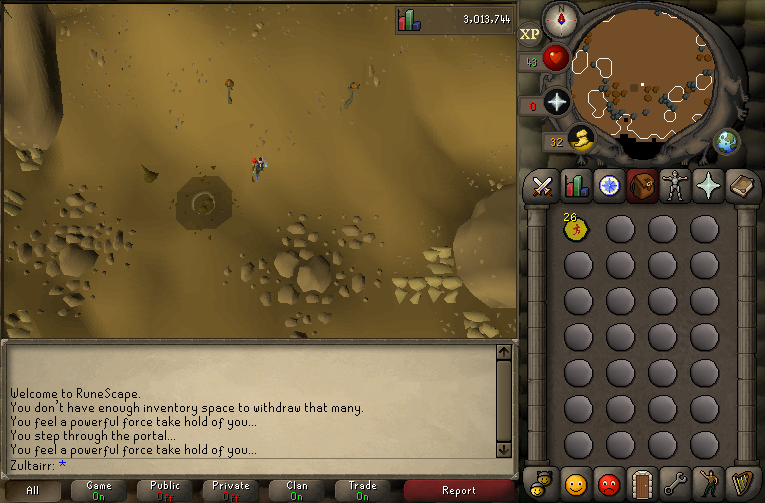 3,013,744
XP
43
0
32
26
Welcome to RuneScape.
You don't have enough inventory space to withdraw that many.
You feel a powerful force take hold of you...
You step through the portal...
You feel a powerful force take hold of you...
Zultairr: *
All
Game
On
Public
Off
Private
Off
Clan
On
Trade
On
Report